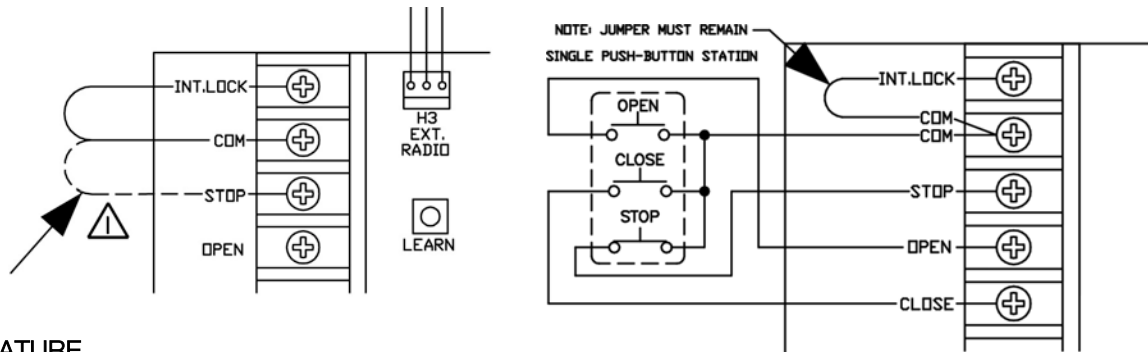 INT.LOCK
COM
STOP
OPEN
H3
EXT.
RADIO
LEARN
NOTE: JUMPER MUST REMAIN
SINGLE PUSH-BUTTON STATION
OPEN
CLOSE
STOP
INT.LOCK
COM
COM
STOP
OPEN
CLOSE